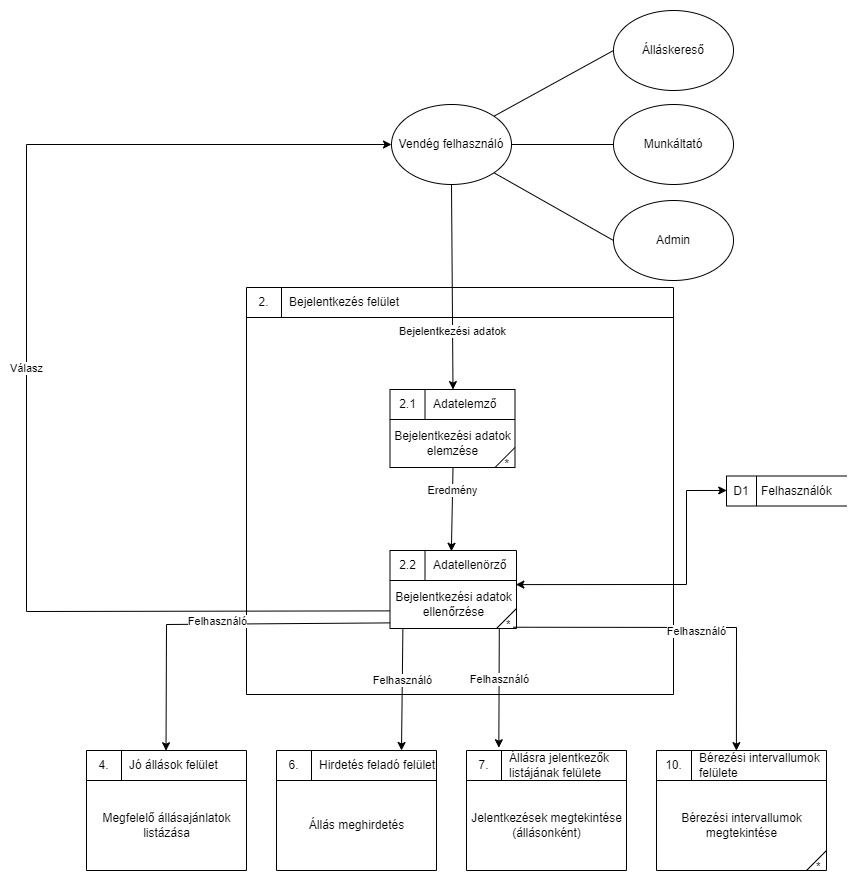 Álláskereső
Vendég felhasználó
Munkáltató
Admin
2.
Bejelentkezés felület
Bejelentkezési adatok
Válasz
2.1
Adatelemző
Bejelentkezési adatok
elemzése
*
Eredmény
D1
Felhasználók
2.2
Adatellenörző
Bejelentkezési adatok
ellenőrzése
*
Felhasználó
Felhasználó
Felhasználó
Felhasználó
4.
Jó állások felület
Megfelelő állásajánlatok
listázása
6.
Hirdetés feladó felület
Állás meghirdetés
7.
Állásra jelentkezők
listájának felülete
Jelentkezések megtekintése
(állásonként)
10.
Bérezési intervallumok
felülete
Bérezési intervallumok
megtekintése
*